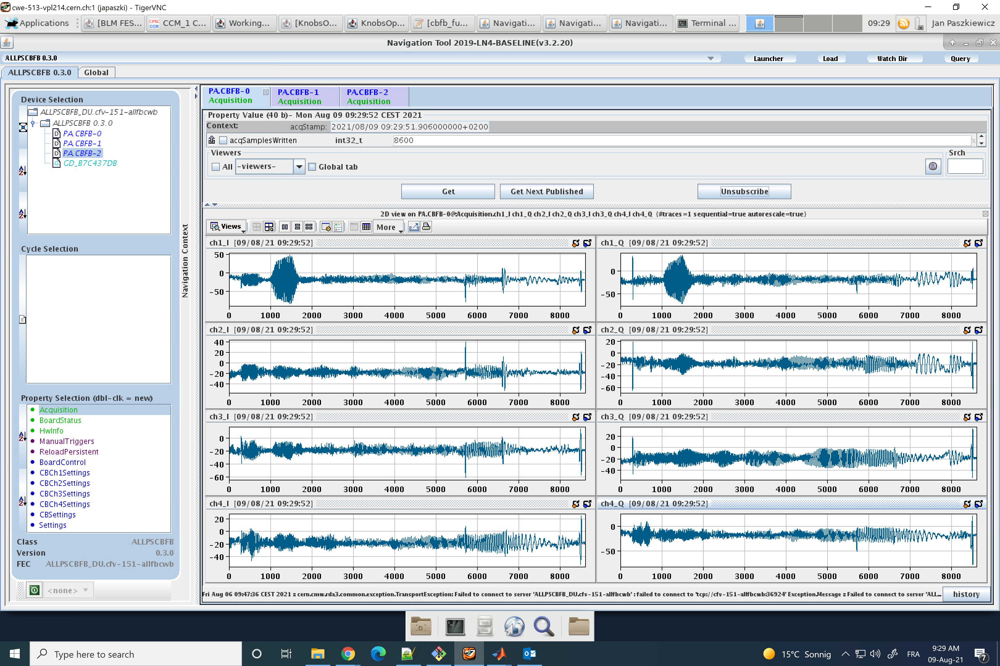 cwe-513-vpl214.cern.ch:1 (japaszki) - TigerVNC
Applications [BLM FES... CPSC CCM CCM_1 C... Working... [KnobsO... KnobsOp... [cbfb_fu... Navigati... Navigati... Navigati... Terminal ... 09:29 Jan Paszkiewicz
Navigation Tool 2019-LN4-BASELINE(v3.2.20)
ALLPSCBFB 0.3.0 Launcher Load Watch Dir Query
ALLPSCBFB 0.3.0 Global
Device Selection
ALLPSCBFB_DU.cfv-151-allfbcwb
ALLPSCBFB 0.3.0
PA.CBFB-0
PA.CBFB-1
PA.CBFB-2
GD_B7C437DB
Cycle Selection
Property Selection (dbl-clk = new)
Acquisition
BoardStatus
HwInfo
ManualTriggers
ReloadPersistent
BoardControl
CBCh1Settings
CBCh2Settings
CBCh3Settings
CBCh4Settings
CBSettings
Settings
Class ALLPSCBFB
Version 0.3.0
FEC ALLPSCBFB_DU.cfv-151-allfbcwb
<none>
Navigation Context
PA.CBFB-0 PA.CBFB-1 PA.CBFB-2
Acquisition Acquisition Acquisition
Property Value (40 b)- Mon Aug 09 09:29:52 CEST 2021
Context: acqStamp: 2021/08/09 09:29:51.906000000+0200
acqSamplesWritten int32_t 8600
Viewers Srch
All -viewers- Global tab
Get Get Next Published Unsubscribe
2D view on PA.CBFB-0@:Acquisition.ch1_I ch1_Q ch2_I ch2_Q ch3_I ch3_Q ch4_I ch4_Q {#traces=1 sequential=true autorescale=true}
Views More
ch1_I [09/08/21 09:29:52]
50
0
-50
0 1000 2000 3000 4000 5000 6000 7000 8000
ch1_Q [09/08/21 09:29:52]
0
-50
0 1000 2000 3000 4000 5000 6000 7000 8000
ch2_I [09/08/21 09:29:52]
40
20
0
-20
-40
0 1000 2000 3000 4000 5000 6000 7000 8000
ch2_Q [09/08/21 09:29:52]
20
0
-20
-40
-60
0 1000 2000 3000 4000 5000 6000 7000 8000
ch3_I [09/08/21 09:29:52]
0
-20
-40
-60
0 1000 2000 3000 4000 5000 6000 7000 8000
ch3_Q [09/08/21 09:29:52]
20
0
-20
-40
0 1000 2000 3000 4000 5000 6000 7000 8000
ch4_I [09/08/21 09:29:52]
20
0
-20
-40
0 1000 2000 3000 4000 5000 6000 7000 8000
ch4_Q [09/08/21 09:29:52]
0
-50
0 1000 2000 3000 4000 5000 6000 7000 8000
Fri Aug 06 09:47:36 CEST 2021 :: cern.cmw.rda3.common.exception.TransportException: Failed to connect to server 'ALLPSCBFB_DU.cfv-151-allfbcwb' : failed to connect to 'tcp://cfv-151-allfbcwb:36924' Exception.Message :: Failed to connect to server 'ALL... history
Type here to search
15°C Sonnig FRA 9:29 AM
09-Aug-21 7